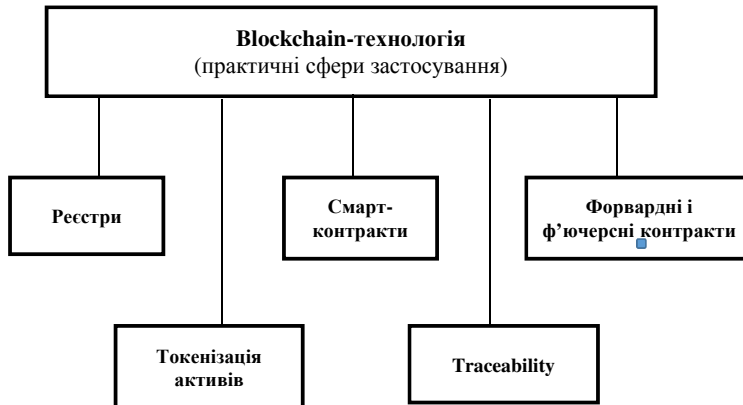 Blockchain-технологія
(практичні сфери застосування)
Реєстри
Смарт-
контракти
Форвардні і
ф’ючерсні контракти
Токенізація
активів
Traceability